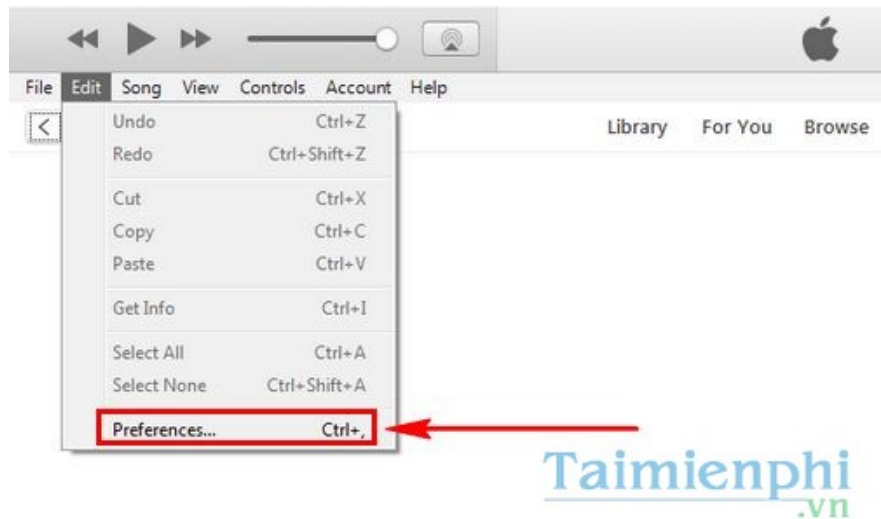 File Edit Song View Controls Account Help
Library For You Browse
Undo Ctrl+Z
Redo Ctrl+Shift+Z
Cut Ctrl+X
Copy Ctrl+C
Paste Ctrl+V
Get Info Ctrl+I
Select All Ctrl+A
Select None Ctrl+Shift+A
Preferences... Ctrl+,
Taimienphi
.vn